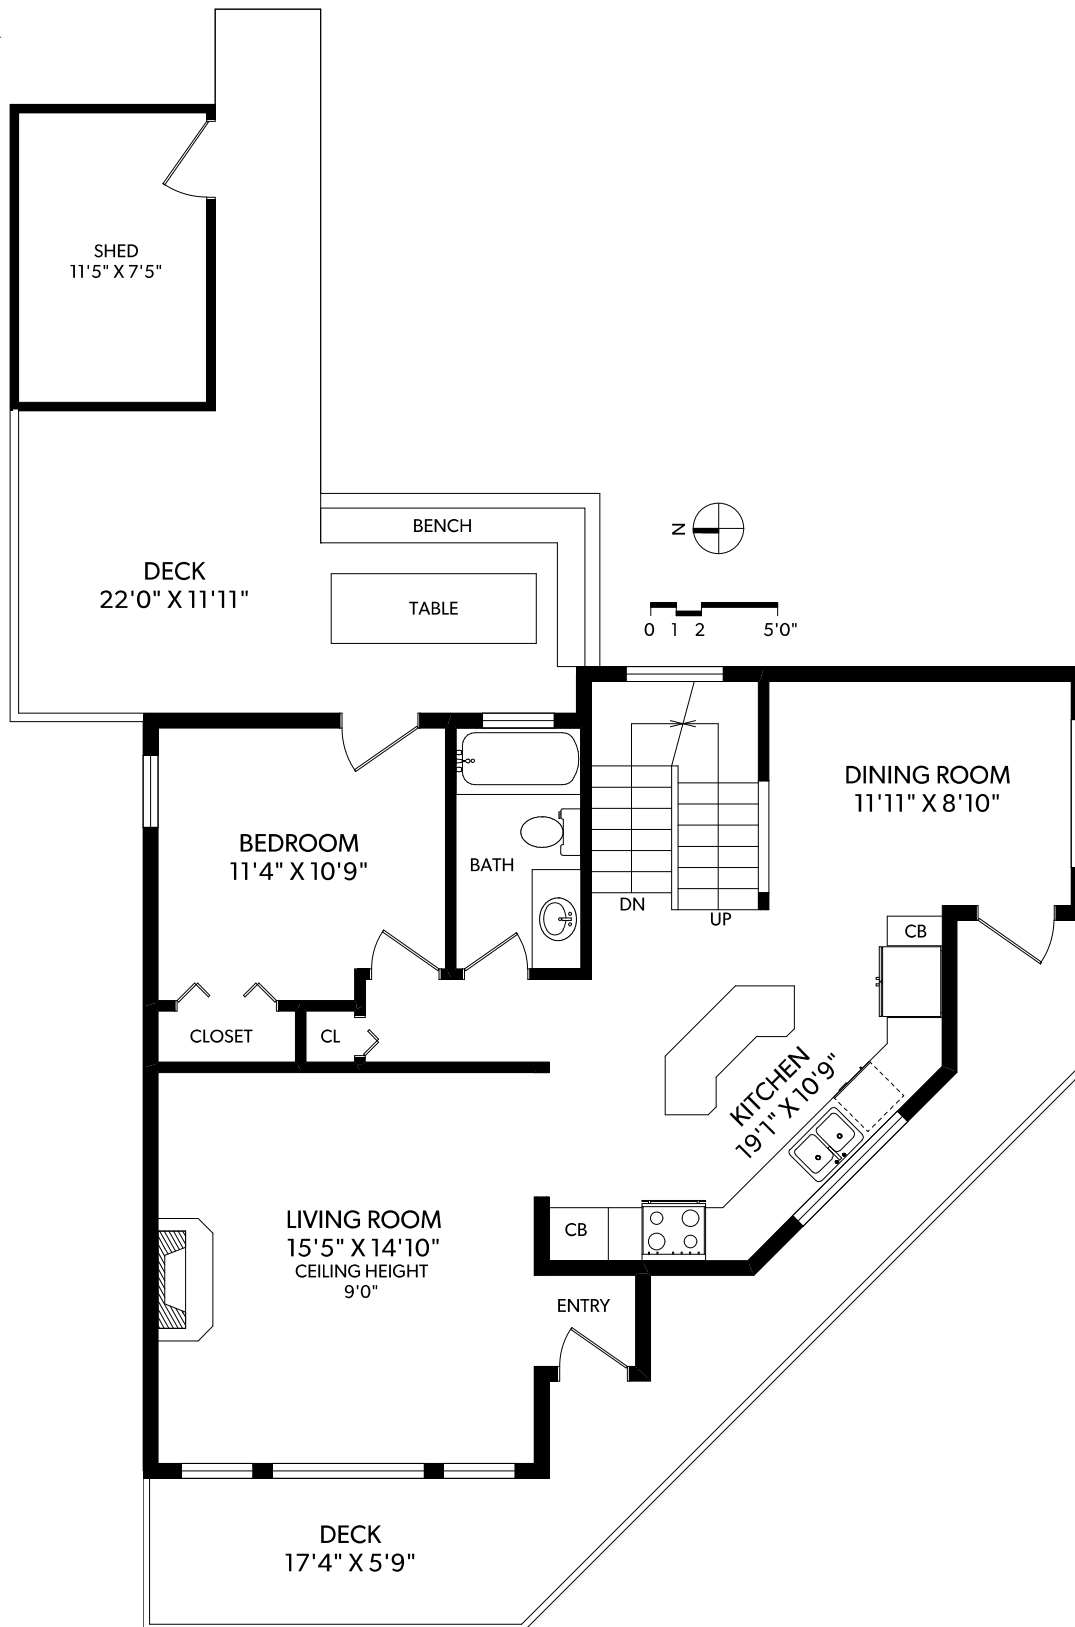 SHED
11'5" X 7'5"
BENCH
N
DECK
22'0" X 11'11"
TABLE
0 1 2 5'0"
DINING ROOM
11'11" X 8'10"
BEDROOM
11'4" X 10'9"
BATH
DN
UP
CB
CLOSET
CL
KITCHEN
19'1" X 10'9"
LIVING ROOM
15'5" X 14'10"
CEILING HEIGHT
9'0"
CB
ENTRY
DECK
17'4" X 5'9"